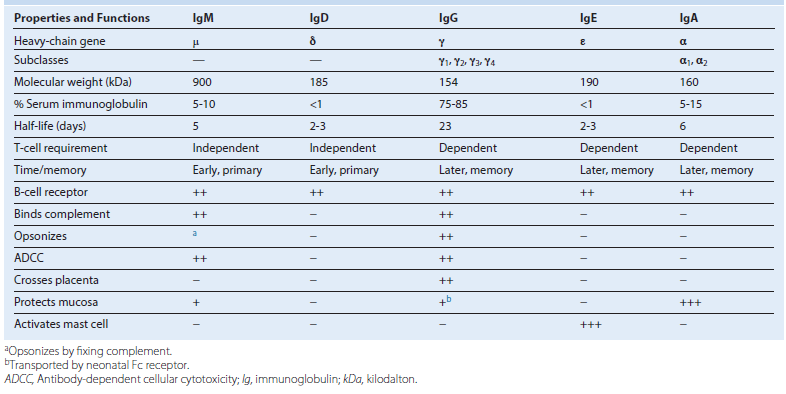 Properties and Functions IgM IgD IgG IgE IgA
Heavy-chain gene μ δ γ ε α
Subclasses — — γ1, γ2, γ3, γ4 α1, α2
Molecular weight (kDa) 900 185 154 190 160
% Serum immunoglobulin 5-10 <1 75-85 <1 5-15
Half-life (days) 5 2-3 23 2-3 6
T-cell requirement Independent Independent Dependent Dependent Dependent
Time/memory Early, primary Early, primary Later, memory Later, memory Later, memory
B-cell receptor ++ ++ ++ ++ ++
Binds complement ++ – ++ – –
Opsonizes a – ++ – –
ADCC ++ – ++ – –
Crosses placenta – – ++ – –
Protects mucosa + – +b – +++
Activates mast cell – – – +++ –
aOpsonizes by fixing complement.
bTransported by neonatal Fc receptor.
ADCC, Antibody-dependent cellular cytotoxicity; Ig, immunoglobulin; kDa, kilodalton.